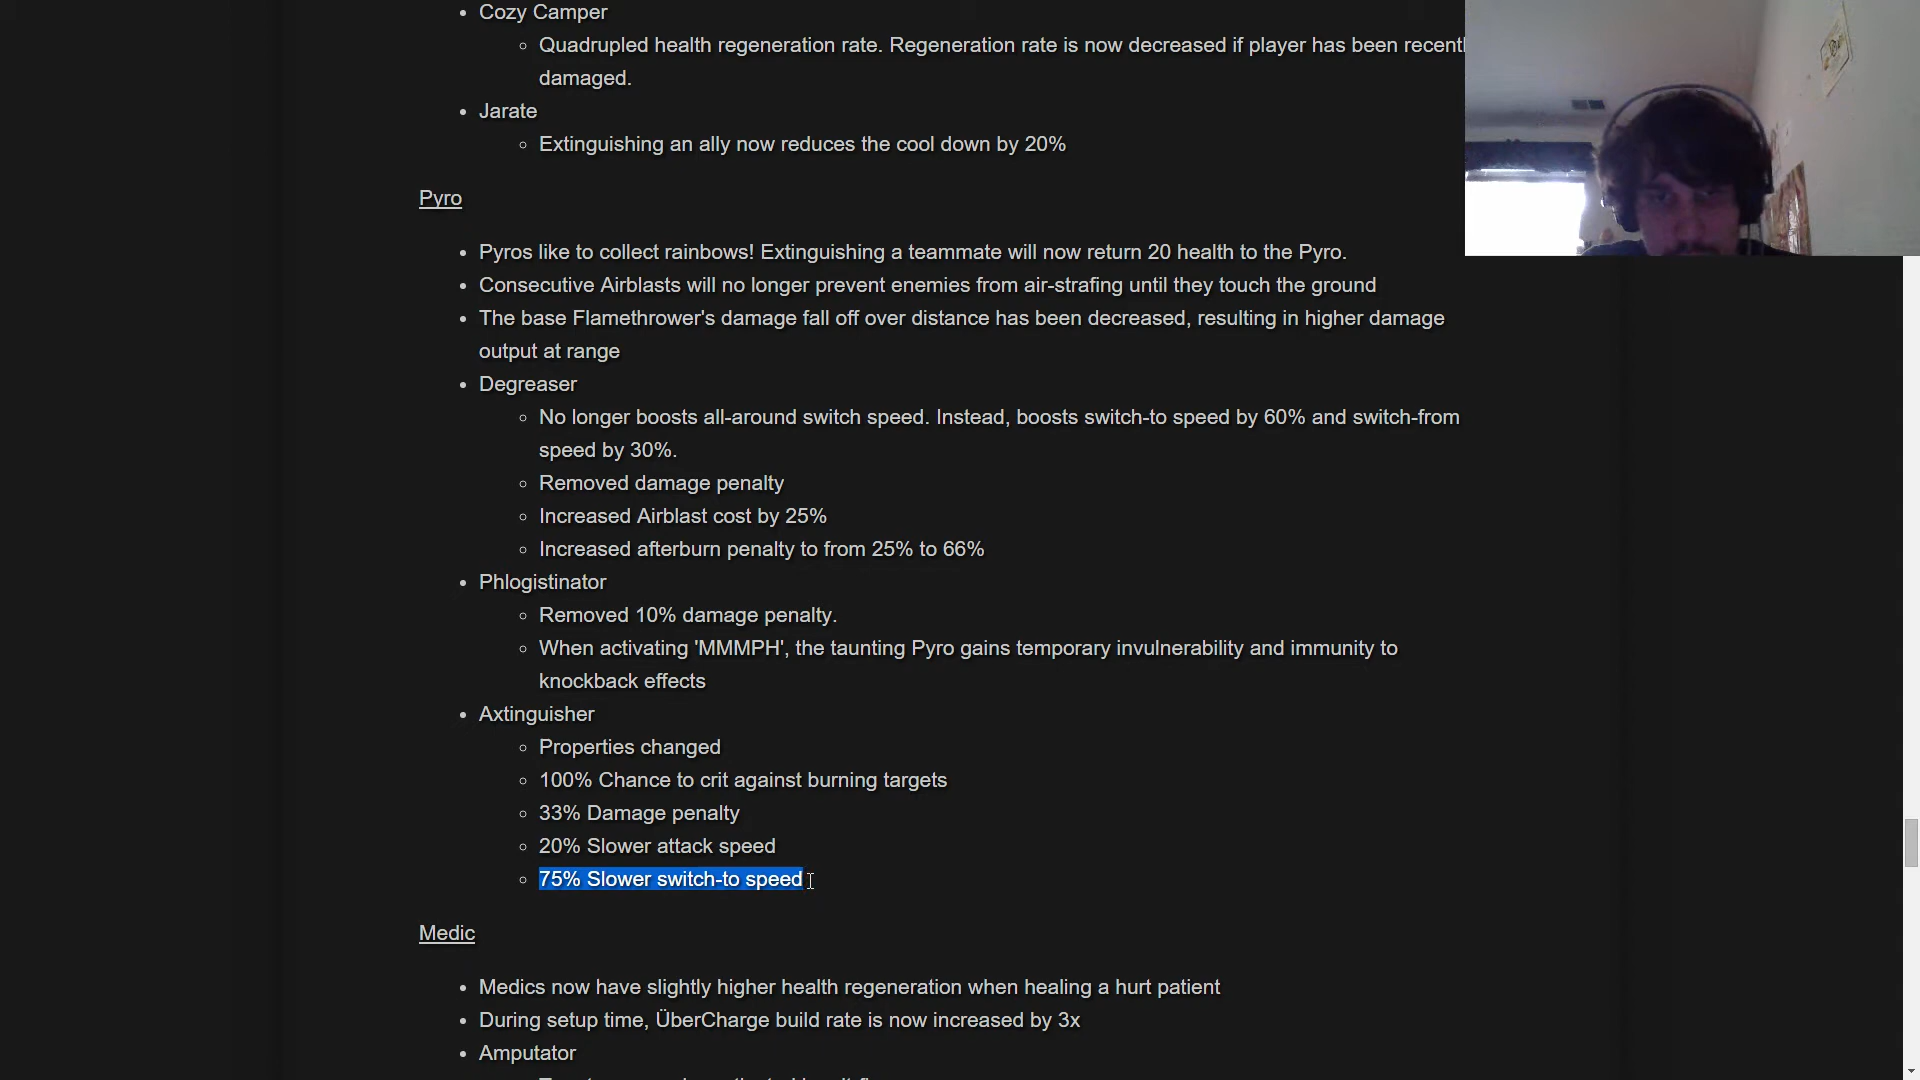 Cozy Camper
Quadrupled health regeneration rate. Regeneration rate is now decreased if player has been
damaged.
Jarate
Extinguishing an ally now reduces the cool down by 20%
Pyro
Pyros like to collect rainbows! Extinguishing a teammate will now return 20 health to the Pyro.
Consecutive Airblasts will no longer prevent enemies from air-strafing until they touch the ground
The base Flamethrower's damage fall off over distance has been decreased, resulting in higher damage
output at range
Degreaser
No longer boosts all-around switch speed. Instead, boosts switch-to speed by 60% and switch-from
speed by 30%.
Removed damage penalty
Increased Airblast cost by 25%
Increased afterburn penalty to from 25% to 66%
Phlogistinator
Removed 10% damage penalty.
When activating 'MMMPH', the taunting Pyro gains temporary invulnerability and immunity to
knockback effects
Axtinguisher
Properties changed
100% Chance to crit against burning targets
33% Damage penalty
20% Slower attack speed
75% Slower switch-to speed
Medic
Medics now have slightly higher health regeneration when healing a hurt patient
During setup time, ÜberCharge build rate is now increased by 3x
Amputator